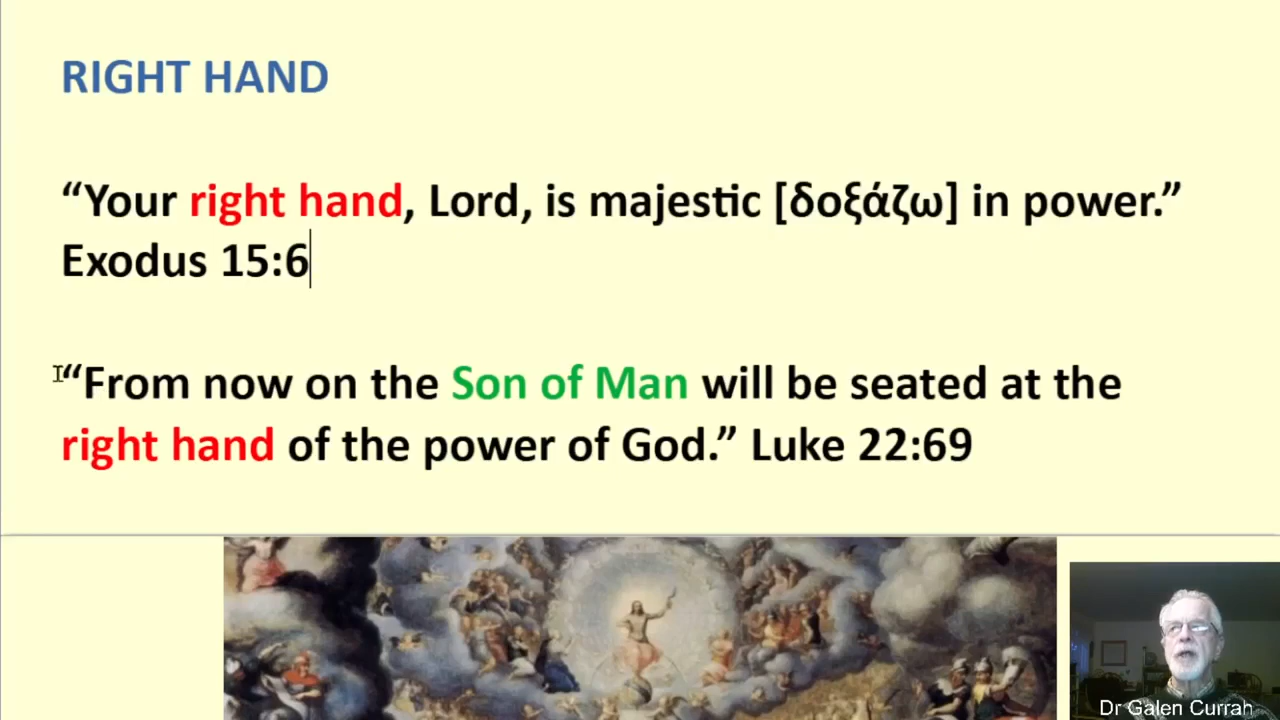 RIGHT HAND
“Your right hand, Lord, is majestic [δοξάζω] in power.”
Exodus 15:6
“From now on the Son of Man will be seated at the
right hand of the power of God.” Luke 22:69
Dr Galen Currah